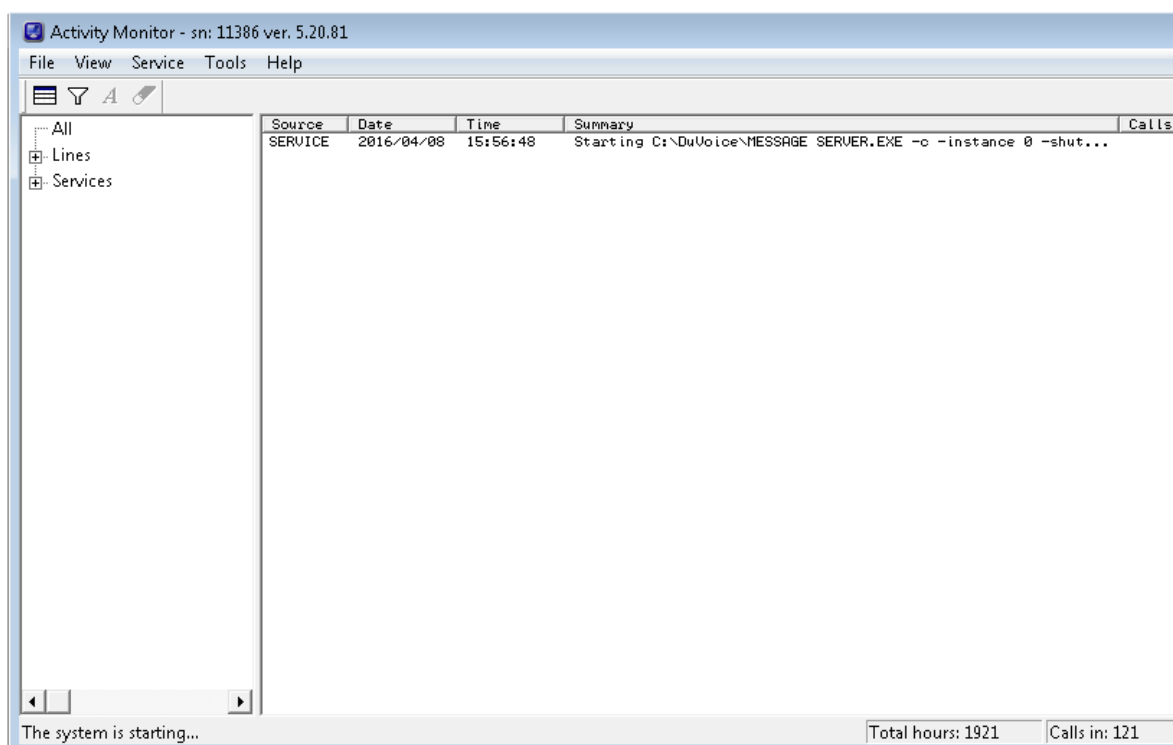 Activity Monitor - sn: 11386 ver. 5.20.81
File View Service Tools Help
All
Lines
Services
Source Date Time Summary Calls
SERVICE 2016/04/08 15:56:48 Starting C:\DuVoice\MESSAGE SERVER.EXE -c -instance 0 -shut...
The system is starting... Total hours: 1921 Calls in: 121